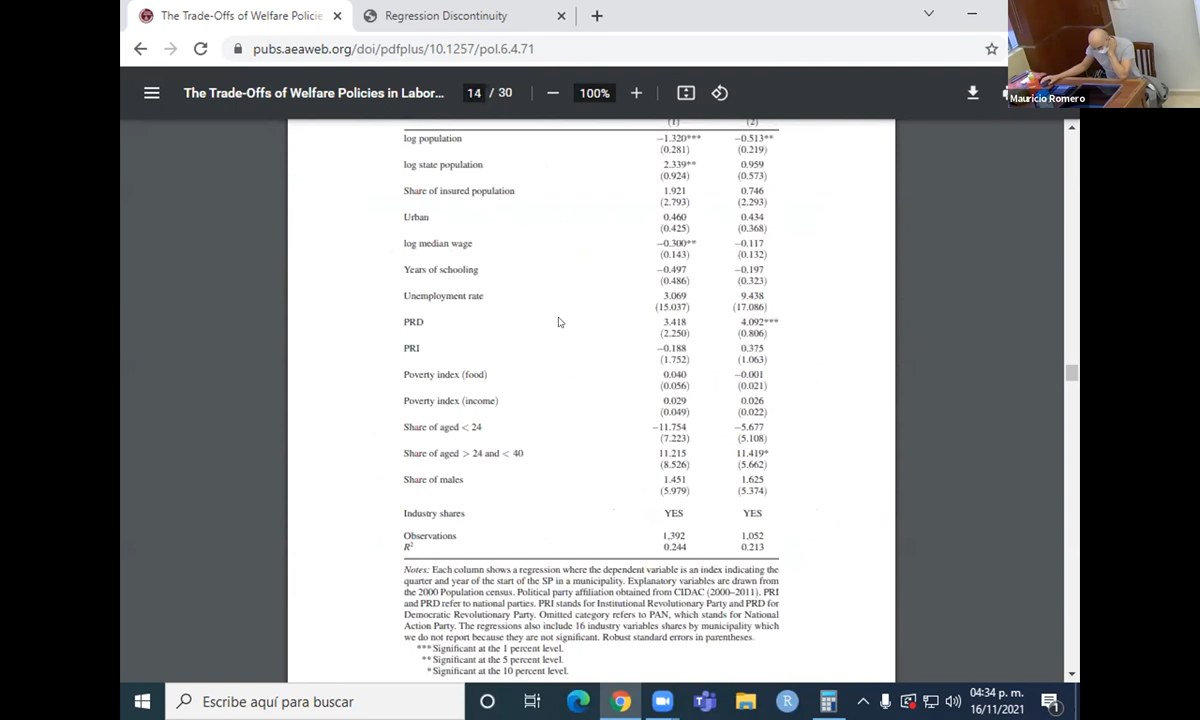 The Trade-Offs of Welfare Policie
Regression Discontinuity
pubs.aeaweb.org/doi/pdfplus/10.1257/pol.6.4.71
Mauricio Romero
The Trade-Offs of Welfare Policies in Labor...
14 / 30
100%
(1) (2)
log population −1.320*** −0.513**
(0.281) (0.219)
log state population 2.339** 0.959
(0.924) (0.573)
Share of insured population 1.921 0.746
(2.793) (2.293)
Urban 0.460 0.434
(0.425) (0.368)
log median wage −0.300** −0.117
(0.143) (0.132)
Years of schooling −0.497 −0.197
(0.486) (0.323)
Unemployment rate 3.069 9.438
(15.037) (17.086)
PRD 3.418 4.092***
(2.250) (0.806)
PRI −0.188 0.375
(1.752) (1.063)
Poverty index (food) 0.040 −0.001
(0.056) (0.021)
Poverty index (income) 0.029 0.026
(0.049) (0.022)
Share of aged < 24 −11.754 −5.677
(7.223) (5.108)
Share of aged > 24 and < 40 11.215 11.419*
(8.526) (5.662)
Share of males 1.451 1.625
(5.979) (5.374)
Industry shares YES YES
Observations 1,392 1,052
R² 0.244 0.213
Notes: Each column shows a regression where the dependent variable is an index indicating the
quarter and year of the start of the SP in a municipality. Explanatory variables are drawn from
the 2000 Population census. Political party affiliation obtained from CIDAC (2000–2011). PRI
and PRD refer to national parties. PRI stands for Institutional Revolutionary Party and PRD for
Democratic Revolutionary Party. Omitted category refers to PAN, which stands for National
Action Party. The regressions also include 16 industry variables shares by municipality which
we do not report because they are not significant. Robust standard errors in parentheses.
*** Significant at the 1 percent level.
** Significant at the 5 percent level.
* Significant at the 10 percent level.
Escribe aquí para buscar
04:34 p. m.
16/11/2021
1